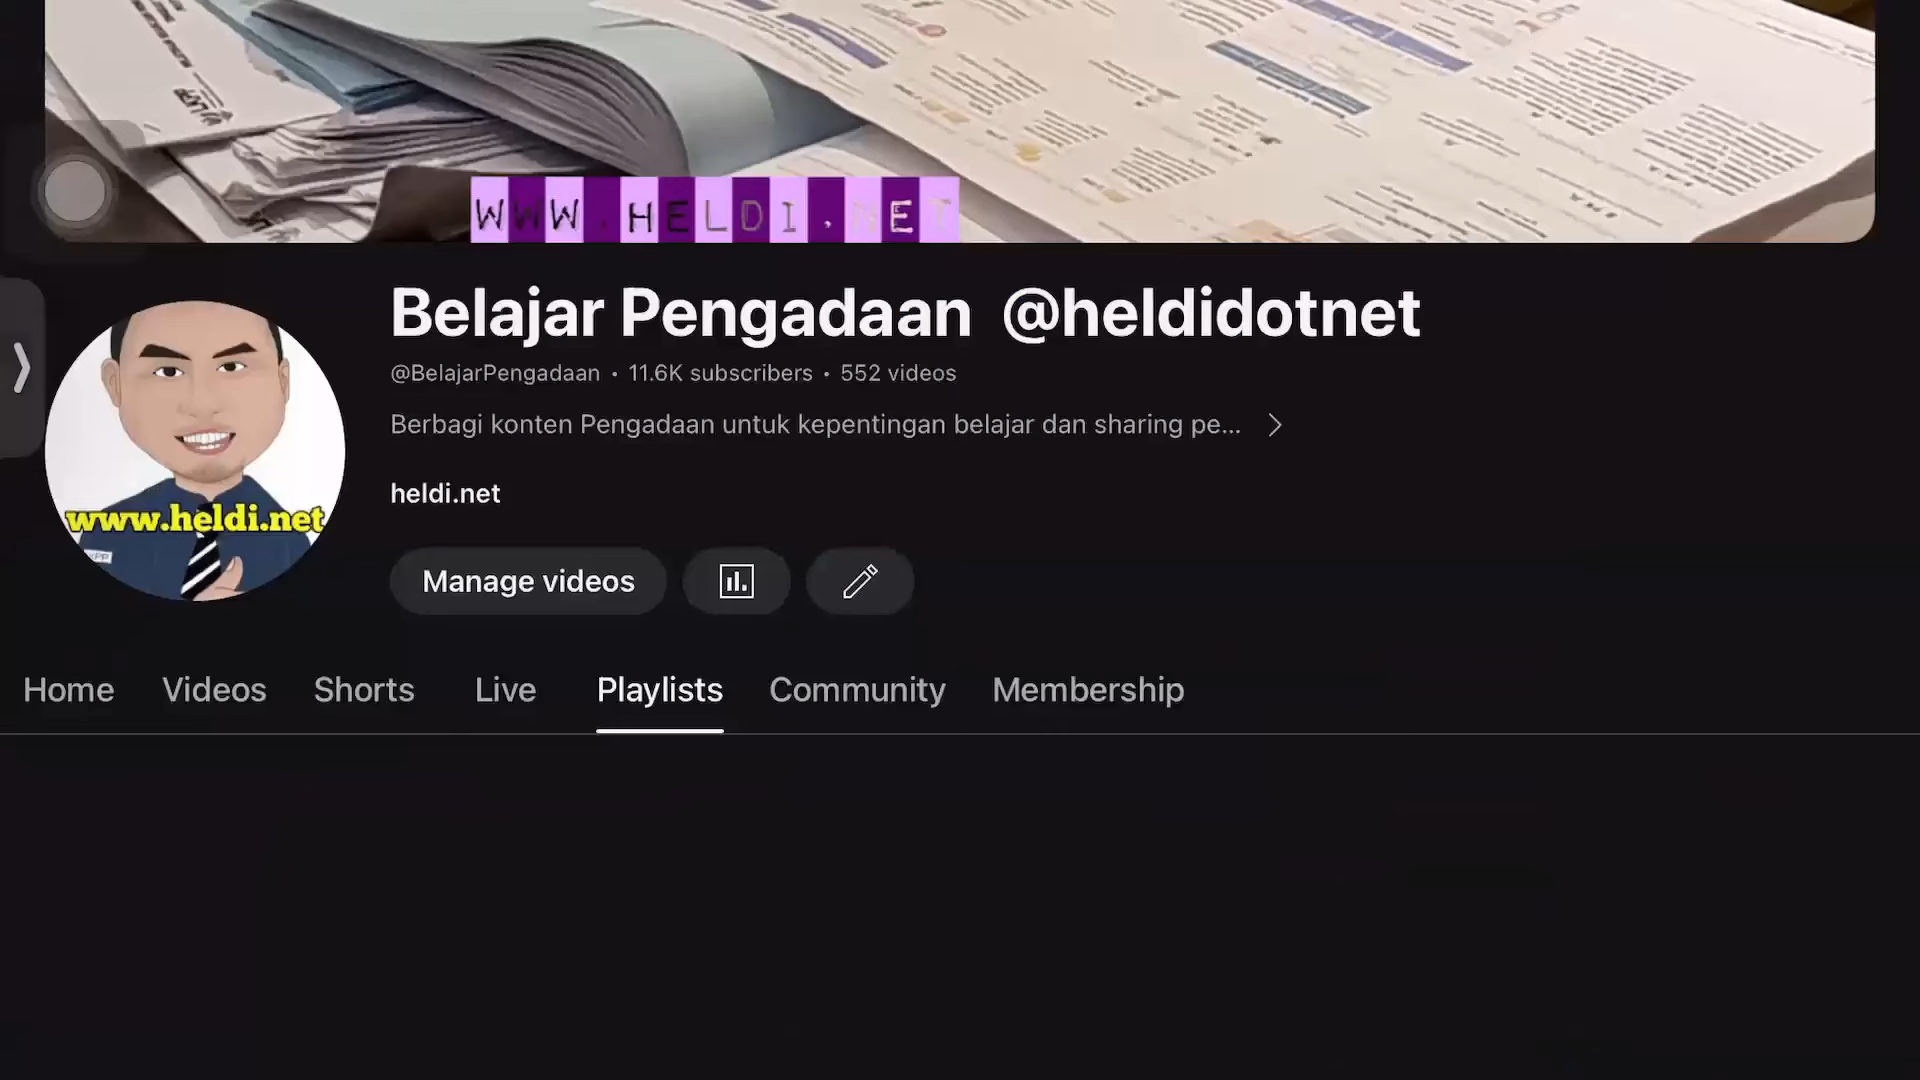 WWW.HELDI.NET
Belajar Pengadaan @heldidotnet
@BelajarPengadaan • 11.6K subscribers • 552 videos
Berbagi konten Pengadaan untuk kepentingan belajar dan sharing pe...
www.heldi.net
heldi.net
Manage videos
Home Videos Shorts Live Playlists Community Membership